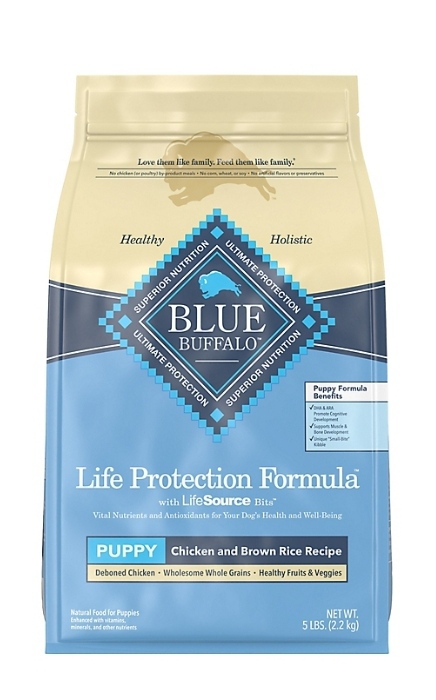 Love them like family. Feed them like family.®
No chicken (or poultry) by-product meals • No corn, wheat, or soy • No artificial flavors or preservatives
Healthy
Holistic
SUPERIOR NUTRITION
ULTIMATE PROTECTION
BLUE
BUFFALO™
ULTIMATE PROTECTION
SUPERIOR NUTRITION
Puppy Formula
Benefits
✓DHA & ARA
Promote Cognitive
Development
✓Supports Muscle &
Bone Development
✓Unique "Small-Bite"
Kibble
Life Protection Formula™
with LifeSource Bits™
Vital Nutrients and Antioxidants for Your Dog's Health and Well-Being
PUPPY Chicken and Brown Rice Recipe
Deboned Chicken • Wholesome Whole Grains • Healthy Fruits & Veggies
Natural Food for Puppies
Enhanced with vitamins,
minerals, and other nutrients
NET WT.
5 LBS. (2.2 kg)